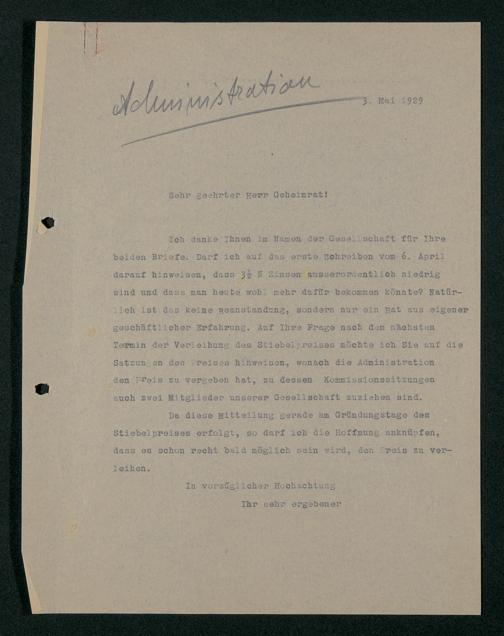 Administration
3. Mai 1929
Sehr geehrter Herr Geheimrat!
Ich danke Ihnen im Namen der Gesellschaft für Ihre
beiden Briefe. Darf ich auf das erste Schreiben vom 6. April
darauf hinweisen, dass 3½ % Zinsen ausserordentlich niedrig
sind und dass man heute wohl mehr dafür bekommen könnte? Natür-
lich ist das keine Beanstandung, sondern nur ein Rat aus eigener
geschäftlicher Erfahrung. Auf Ihre Frage nach dem nächsten
Termin der Verleihung des Stiebelpreises möchte ich Sie auf die
Satzungen des Preises hinweisen, wonach die Administration
den Preis zu vergeben hat, zu dessen Kommissionssitzungen
auch zwei Mitglieder unserer Gesellschaft zuziehen sind.
Da diese Mitteilung gerade am Gründungstage des
Stiebelpreises erfolgt, so darf ich die Hoffnung anknüpfen,
dass es schon recht bald möglich sein wird, den Preis zu ver-
leihen.
In vorzüglicher Hochachtung
Ihr sehr ergebener